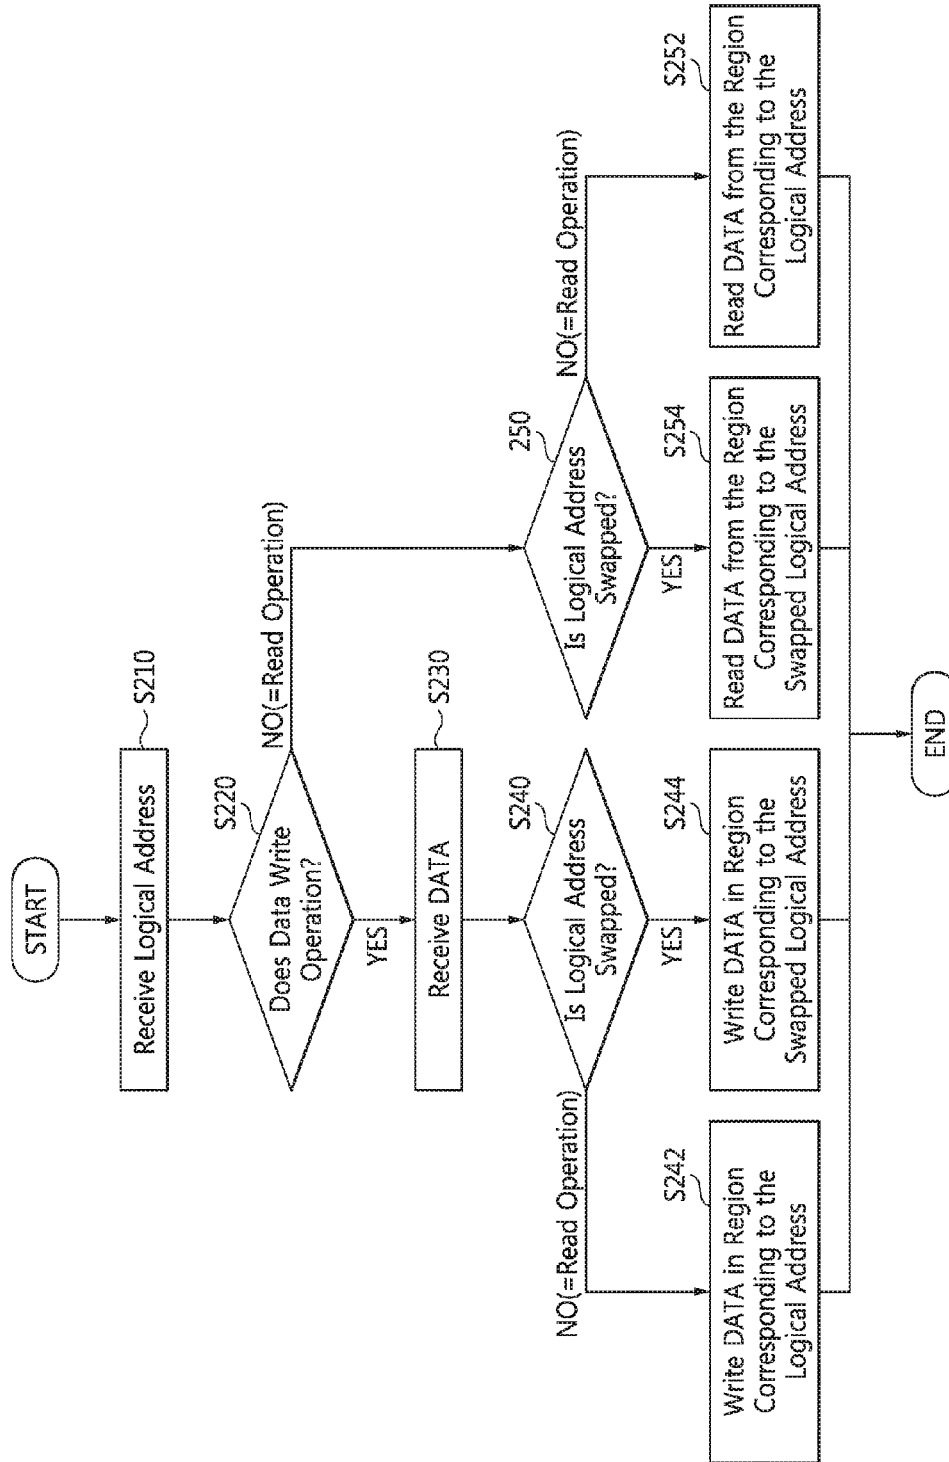 START
Receive Logical Address
S210
Does Data Write
Operation?
S220
NO(=Read Operation)
YES
Receive DATA
S230
Is Logical Address
Swapped?
S240
NO(=Read Operation)
YES
Is Logical Address
Swapped?
250
NO(=Read Operation)
YES
Write DATA in Region
Corresponding to the
Logical Address
S242
Write DATA in Region
Corresponding to the
Swapped Logical Address
S244
Read DATA from the Region
Corresponding to the
Swapped Logical Address
S254
Read DATA from the Region
Corresponding to the
Logical Address
S252
END